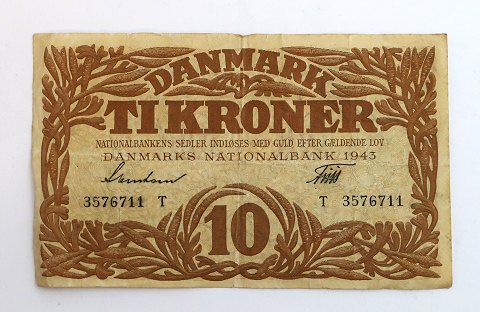 DANMARK
TI KRONER
NATIONALBANKENS SEDLER INDLØSES MED GULD EFTER GÆLDENDE LOV
DANMARKS NATIONALBANK 1943
3576711 T T 3576711
10